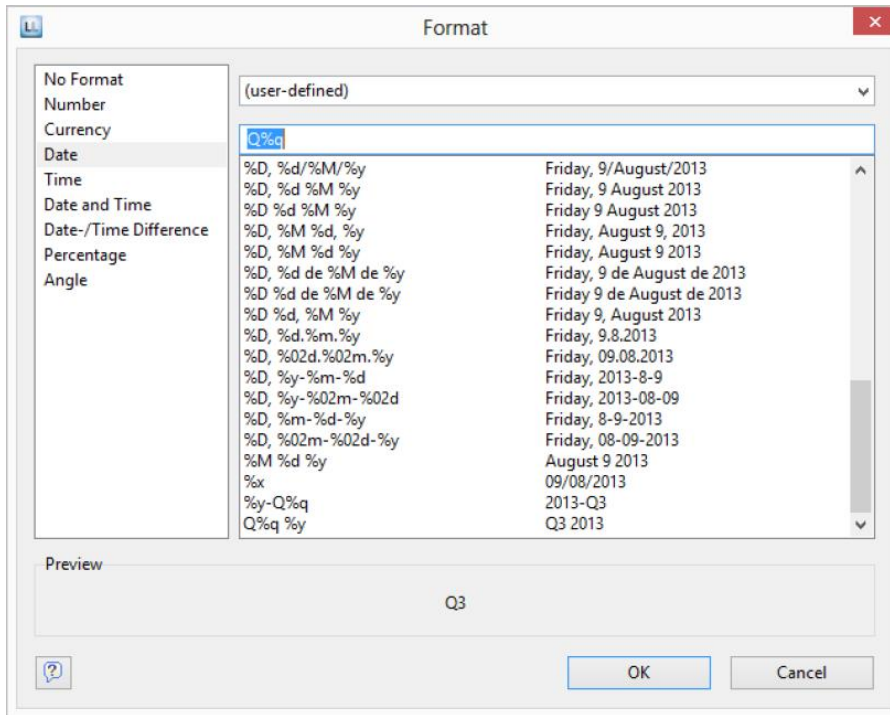 LL
Format
No Format
Number
Currency
Date
Time
Date and Time
Date-/Time Difference
Percentage
Angle
(user-defined)
Q%q
%D, %d/%M/%y Friday, 9/August/2013
%D, %d %M %y Friday, 9 August 2013
%D %d %M %y Friday 9 August 2013
%D, %M %d, %y Friday, August 9, 2013
%D, %M %d %y Friday, August 9 2013
%D, %d de %M de %y Friday, 9 de August de 2013
%D %d de %M de %y Friday 9 de August de 2013
%D %d, %M %y Friday 9, August 2013
%D, %d.%m.%y Friday, 9.8.2013
%D, %02d.%02m.%y Friday, 09.08.2013
%D, %y-%m-%d Friday, 2013-8-9
%D, %y-%02m-%02d Friday, 2013-08-09
%D, %m-%d-%y Friday, 8-9-2013
%D, %02m-%02d-%y Friday, 08-09-2013
%M %d %y August 9 2013
%x 09/08/2013
%y-Q%q 2013-Q3
Q%q %y Q3 2013
Preview
Q3
?
OK Cancel